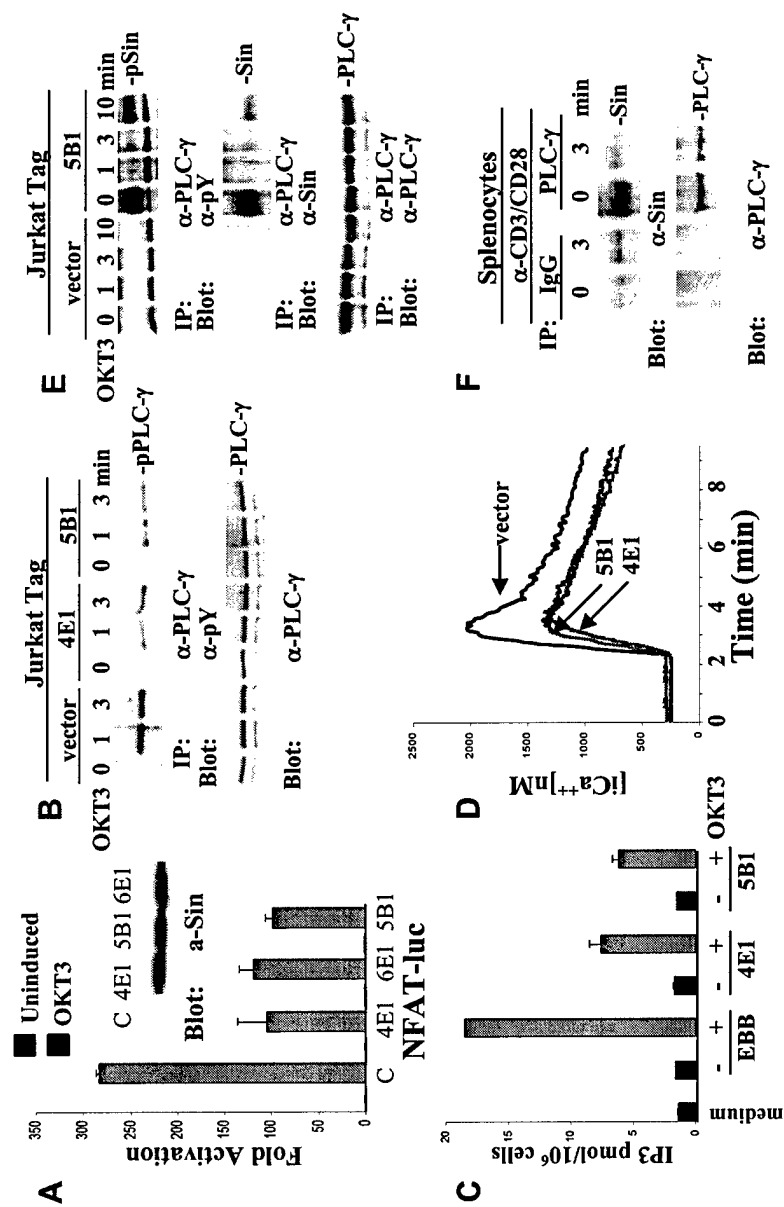 A
Uninduced
OKT3
350
300
250
200
150
100
50
0
Fold Activation
C 4E1 5B1 6E1
Blot: a-Sin
C 4E1 6E1 5B1
NFAT-luc
B
Jurkat Tag
vector 4E1 5B1
OKT3 0 1 3 0 1 3 0 1 3 min
-pPLC-γ
IP: α-PLC-γ
Blot: α-pY
-PLC-γ
Blot: α-PLC-γ
C
IP3 pmol/10⁶ cells
20
15
10
5
0
medium - + - + - + OKT3
EBB 4E1 5B1
D
[iCa⁺⁺]nM
2500
2000
1500
1000
500
0
vector
5B1
4E1
0 2 4 6 8
Time (min)
E
Jurkat Tag
vector 5B1
OKT3 0 1 3 10 0 1 3 10 min
-pSin
IP: α-PLC-γ
Blot: α-pY
-Sin
IP: α-PLC-γ
Blot: α-Sin
-PLC-γ
IP: α-PLC-γ
Blot: α-PLC-γ
F
Splenocytes
α-CD3/CD28
IP: IgG PLC-γ
0 3 0 3 min
-Sin
Blot: α-Sin
-PLC-γ
Blot: α-PLC-γ